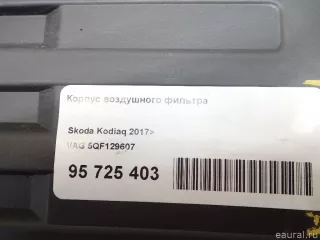 Корпус воздушного фильтра
Skoda Kodiaq 2017>
VAG 5QF129607
95 725 403
eaural.ru